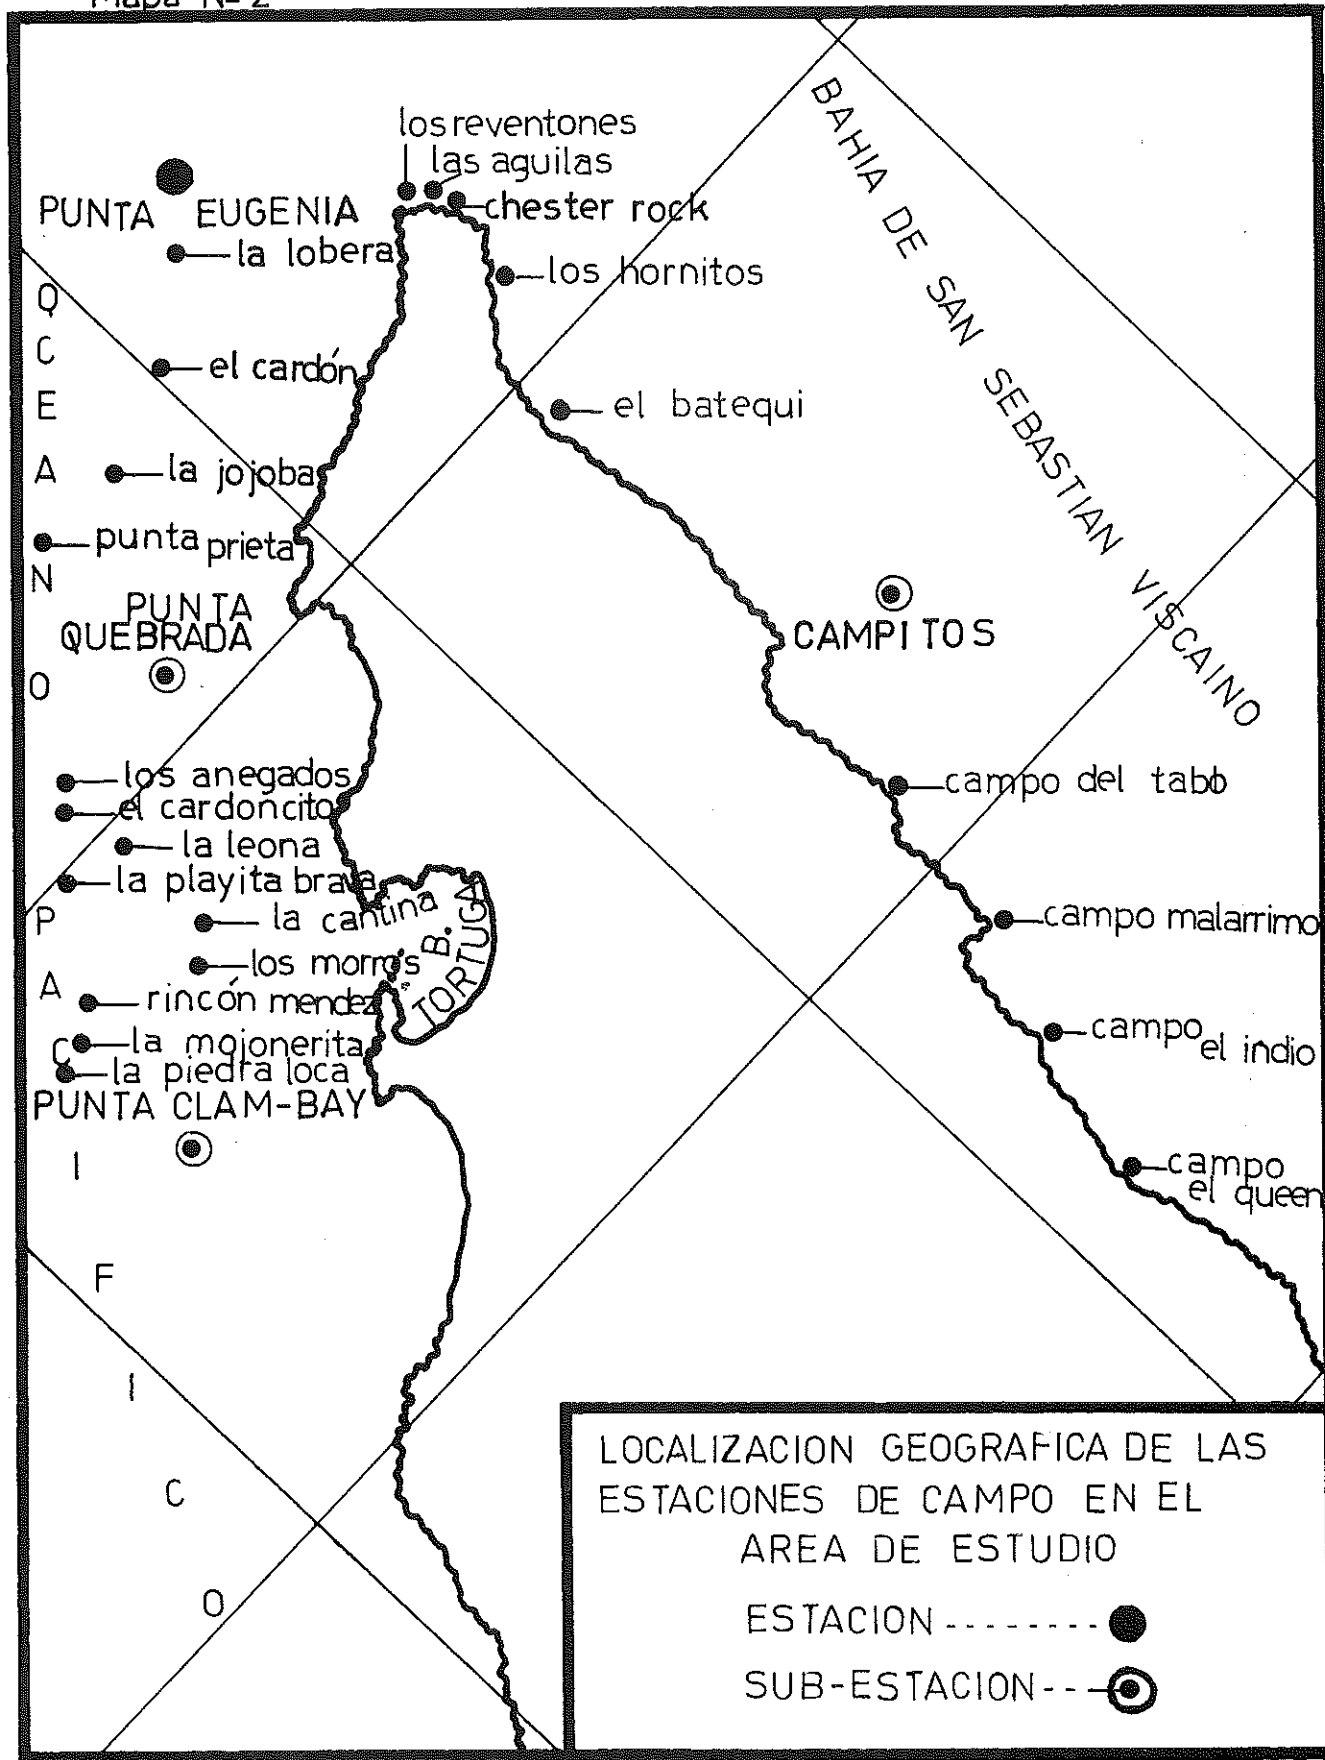 Mapa Nº 2
los reventones
las aguilas
chester rock
PUNTA EUGENIA
la lobera
los hornitos
el cardón
el batequi
la jojoba
punta prieta
PUNTA
QUEBRADA
CAMPITOS
BAHIA DE SAN SEBASTIAN VISCAINO
los anegados
el cardoncito
la leona
la playita brava
la cantina
los morros
rincón mendez
la mojonerita
la piedra loca
PUNTA CLAM-BAY
B.
TORTUGA
campo del tabo
campo malarrimo
campo
el indio
campo
el queen
OCEANO PACIFICO
LOCALIZACION GEOGRAFICA DE LAS
ESTACIONES DE CAMPO EN EL
AREA DE ESTUDIO
ESTACION --------
SUB-ESTACION---